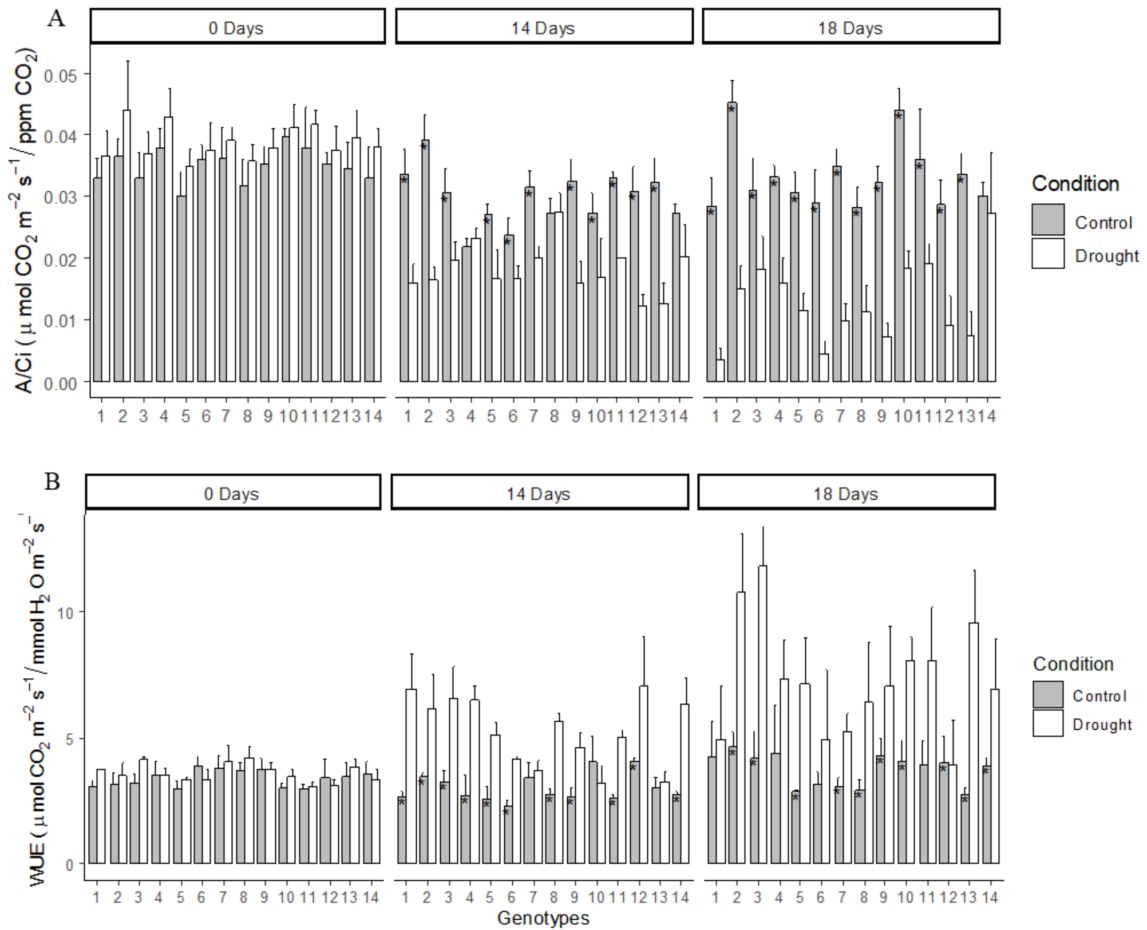 A
0 Days
14 Days
18 Days
A/Ci ( μ mol CO2 m−2 s−1/ ppm CO2)
0.05
0.04
0.03
0.02
0.01
0.00
* * * * * * * * * * *
* * * * * * * * * * * * *
1 2 3 4 5 6 7 8 9 10 11 12 13 14
1 2 3 4 5 6 7 8 9 10 11 12 13 14
1 2 3 4 5 6 7 8 9 10 11 12 13 14
Condition
Control
Drought
B
0 Days
14 Days
18 Days
WUE ( μ mol CO2 m−2 s−1/mmol H2 O m−2 s−
10
5
0
* * * * * * * * * * *
* * * * * * * * * *
1 2 3 4 5 6 7 8 9 10 11 12 13 14
1 2 3 4 5 6 7 8 9 10 11 12 13 14
1 2 3 4 5 6 7 8 9 10 11 12 13 14
Genotypes
Condition
Control
Drought